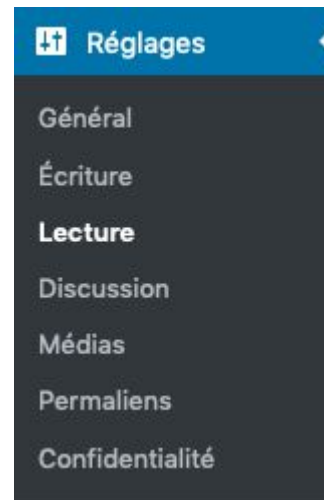 Réglages
Général
Écriture
Lecture
Discussion
Médias
Permaliens
Confidentialité